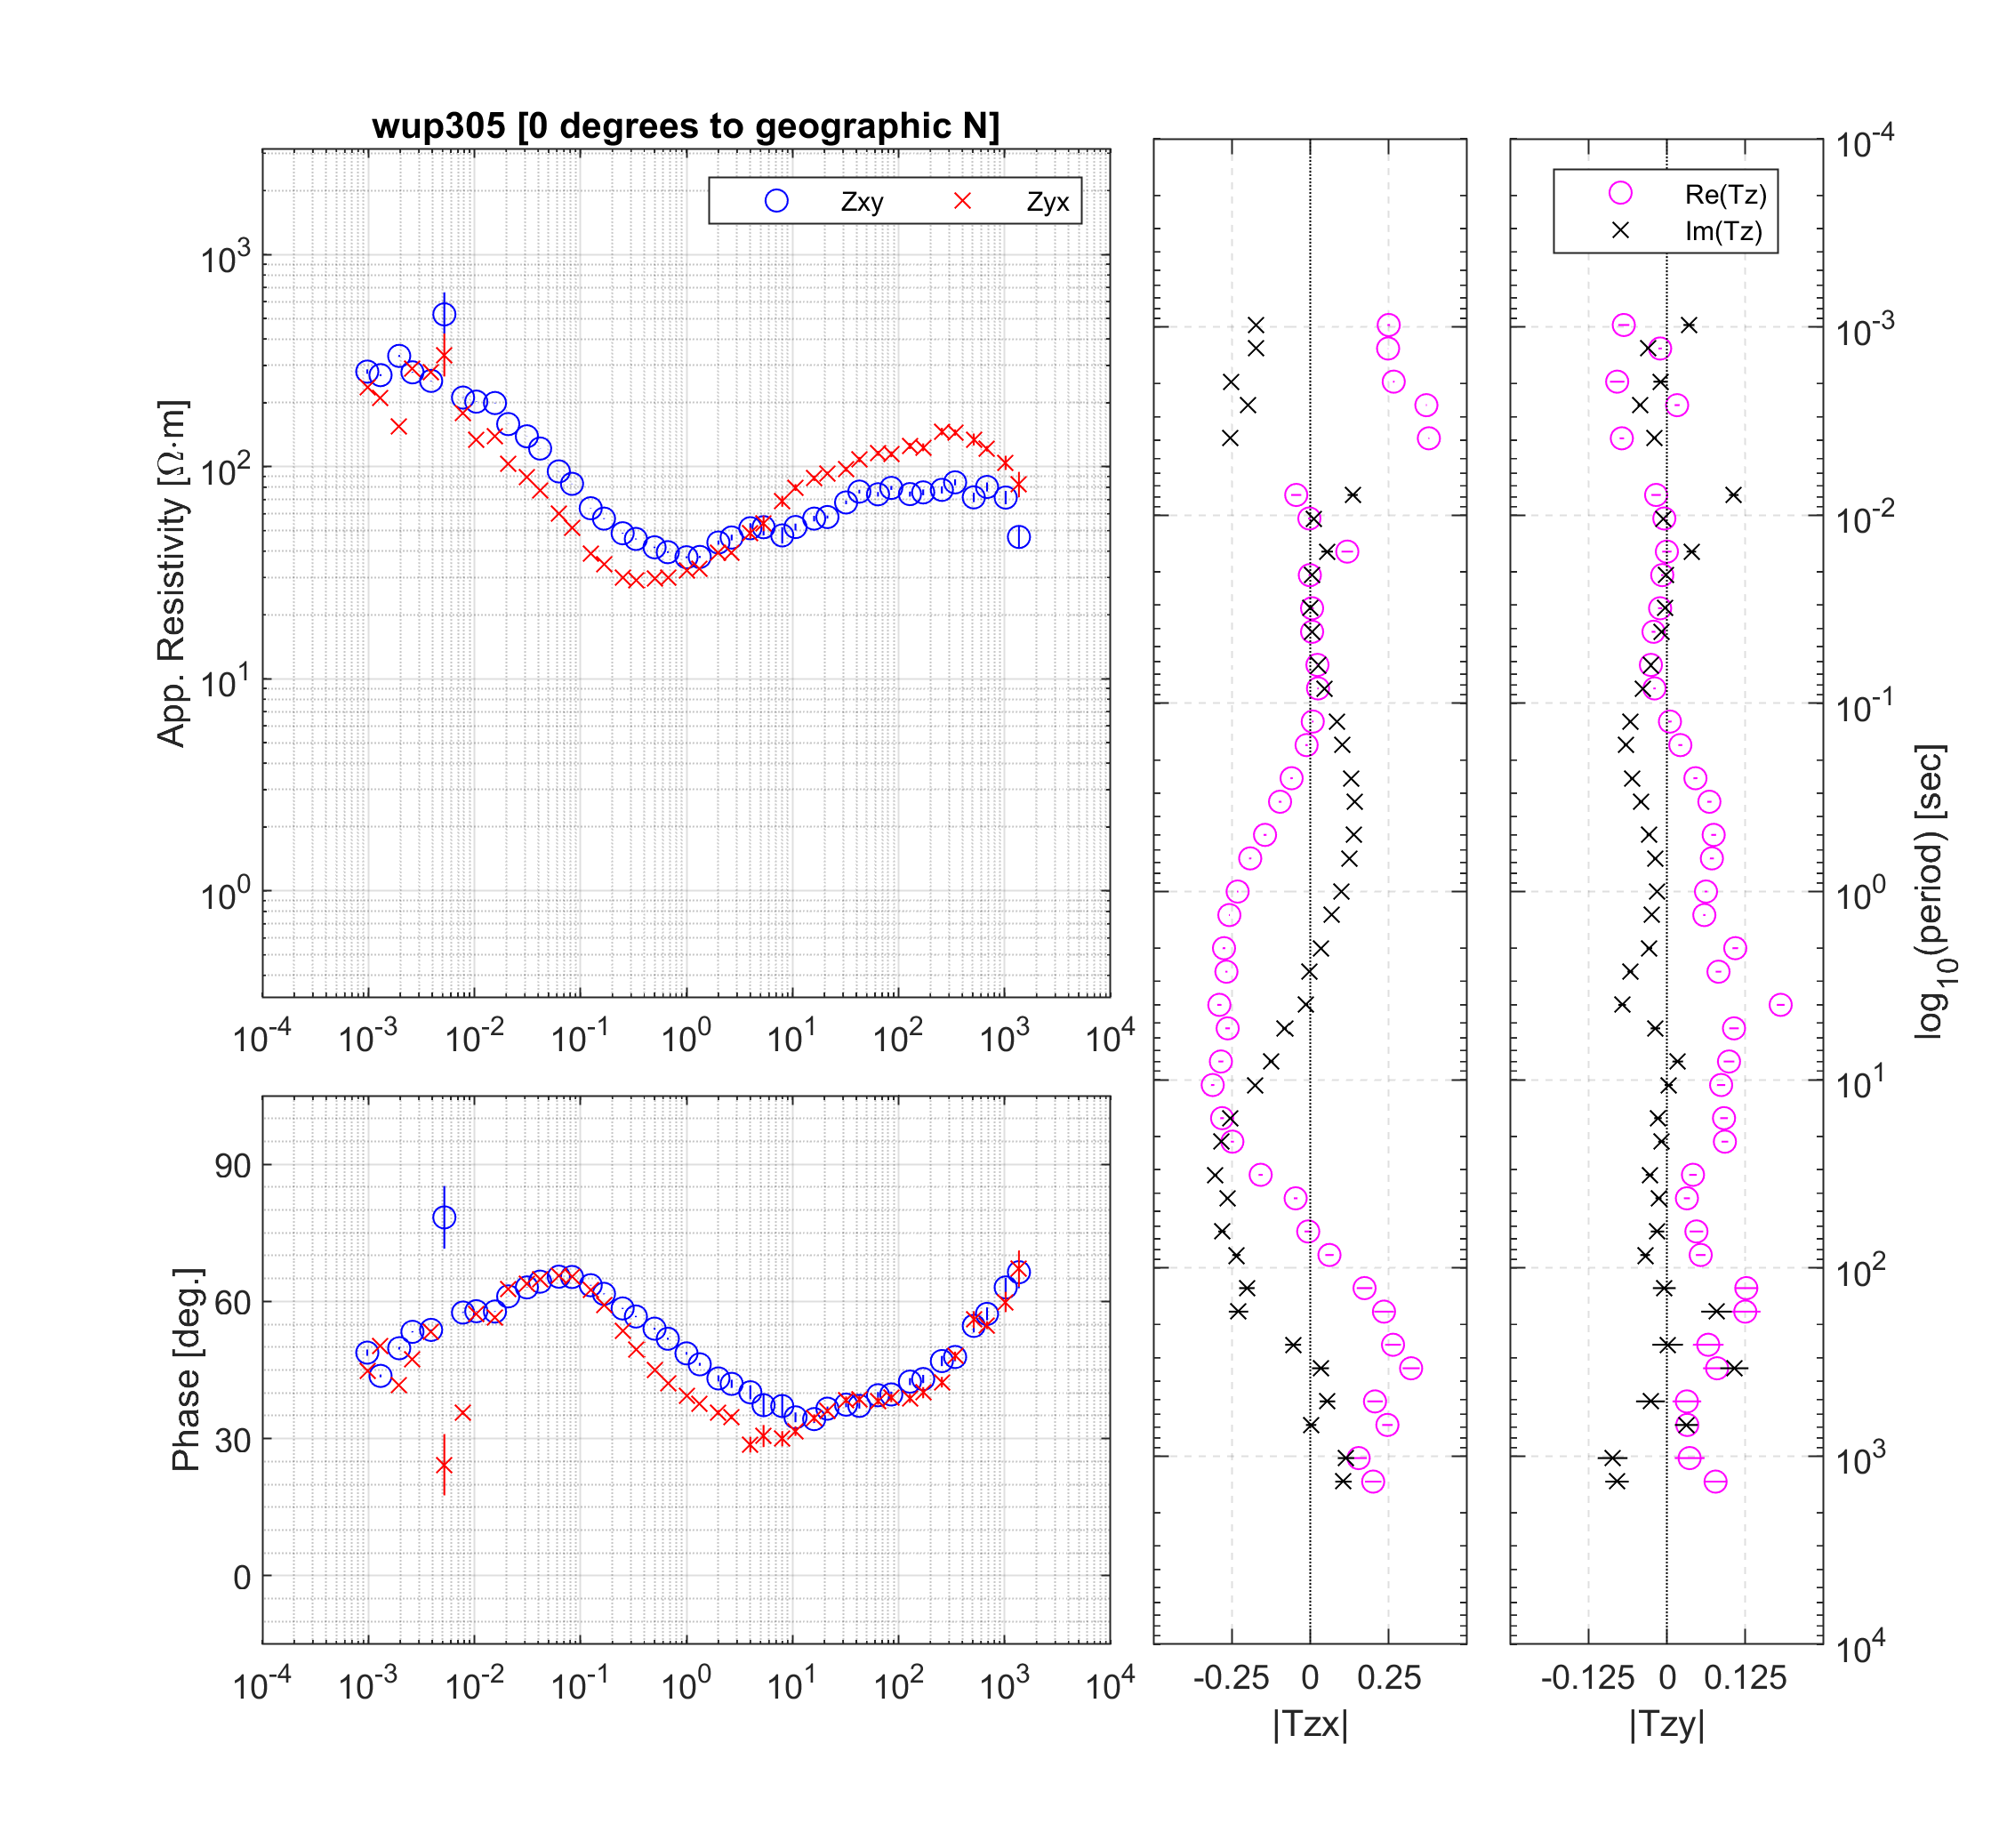 wup305 [0 degrees to geographic N]
Zxy Zyx
App. Resistivity [Ω·m]
10^3
10^2
10^1
10^0
10^-4 10^-3 10^-2 10^-1 10^0 10^1 10^2 10^3 10^4
Phase [deg.]
90
60
30
0
10^-4 10^-3 10^-2 10^-1 10^0 10^1 10^2 10^3 10^4
-0.25 0 0.25
|Tzx|
Re(Tz)
Im(Tz)
10^-4
10^-3
10^-2
10^-1
10^0
10^1
10^2
10^3
10^4
log_10(period) [sec]
-0.125 0 0.125
|Tzy|